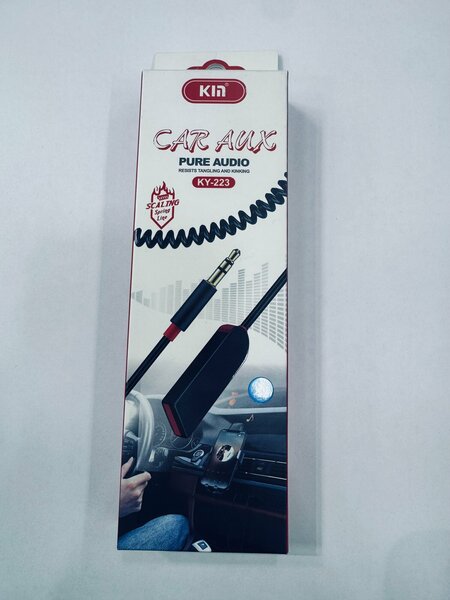 KIN
CAR AUX
PURE AUDIO
RESISTS TANGLING AND KINKING
KY-223
SCALING
Spring
Line